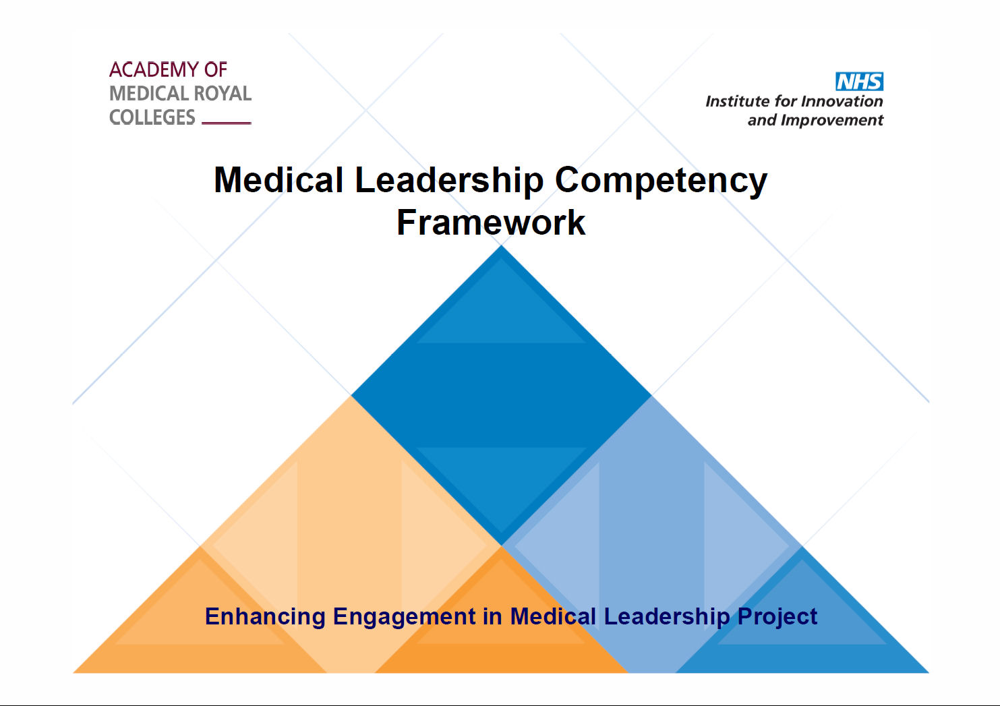 ACADEMY OF
MEDICAL ROYAL
COLLEGES
NHS
Institute for Innovation
and Improvement
Medical Leadership Competency
Framework
Enhancing Engagement in Medical Leadership Project